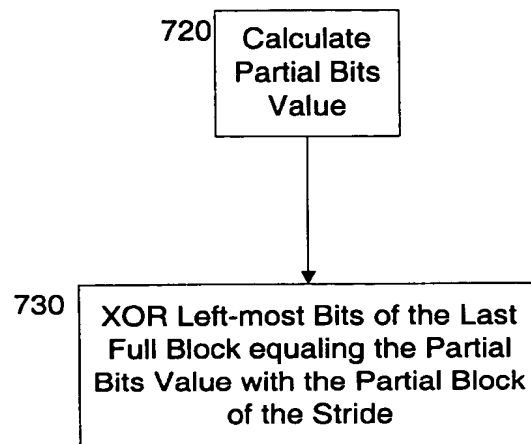 720
Calculate
Partial Bits
Value
730
XOR Left-most Bits of the Last
Full Block equaling the Partial
Bits Value with the Partial Block
of the Stride